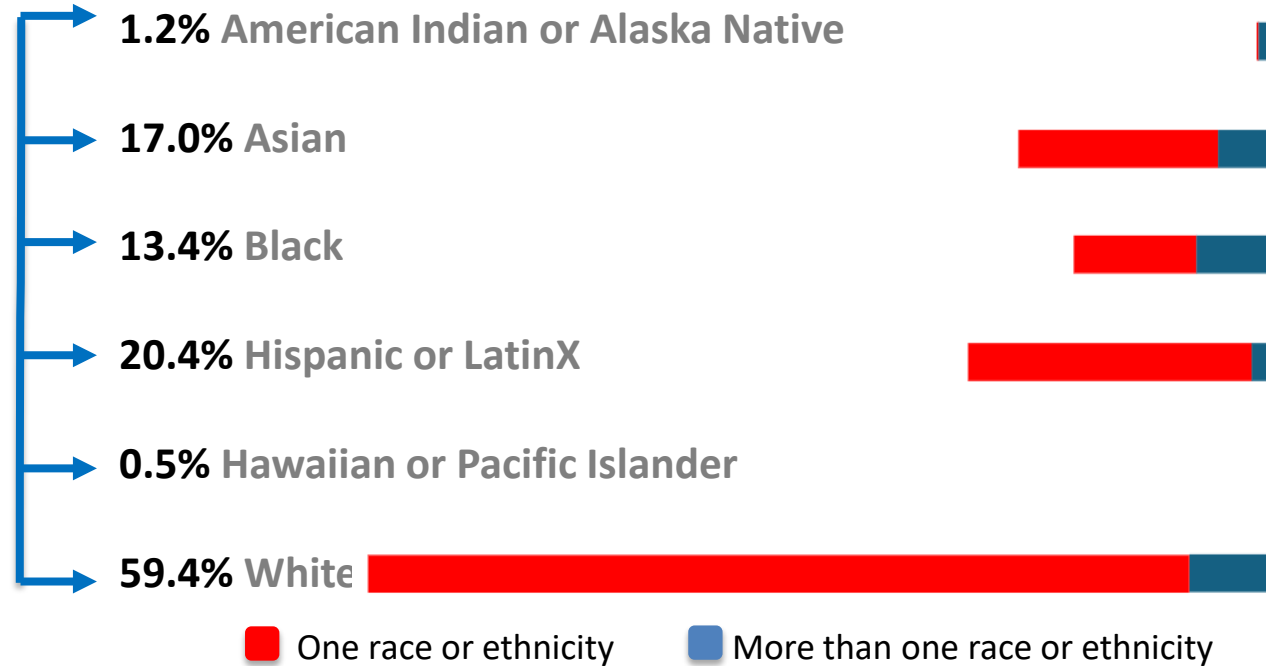 1.2% American Indian or Alaska Native
17.0% Asian
13.4% Black
20.4% Hispanic or LatinX
0.5% Hawaiian or Pacific Islander
59.4% White
One race or ethnicity
More than one race or ethnicity